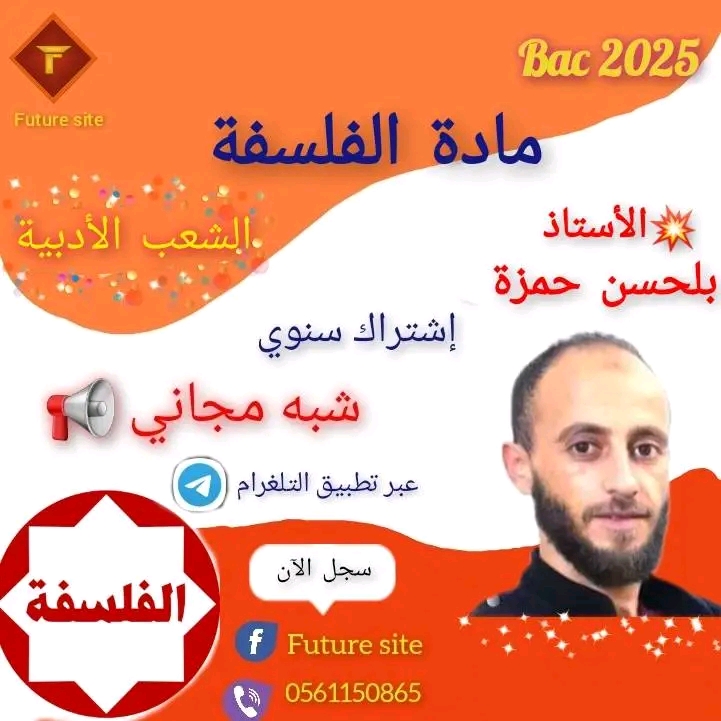 Future site
Bac 2025
مادة الفلسفة
الشعب الأدبية
الأستاذ
بلحسن حمزة
إشتراك سنوي
شبه مجاني
عبر تطبيق التلغرام
سجل الآن
الفلسفة
Future site
0561150865